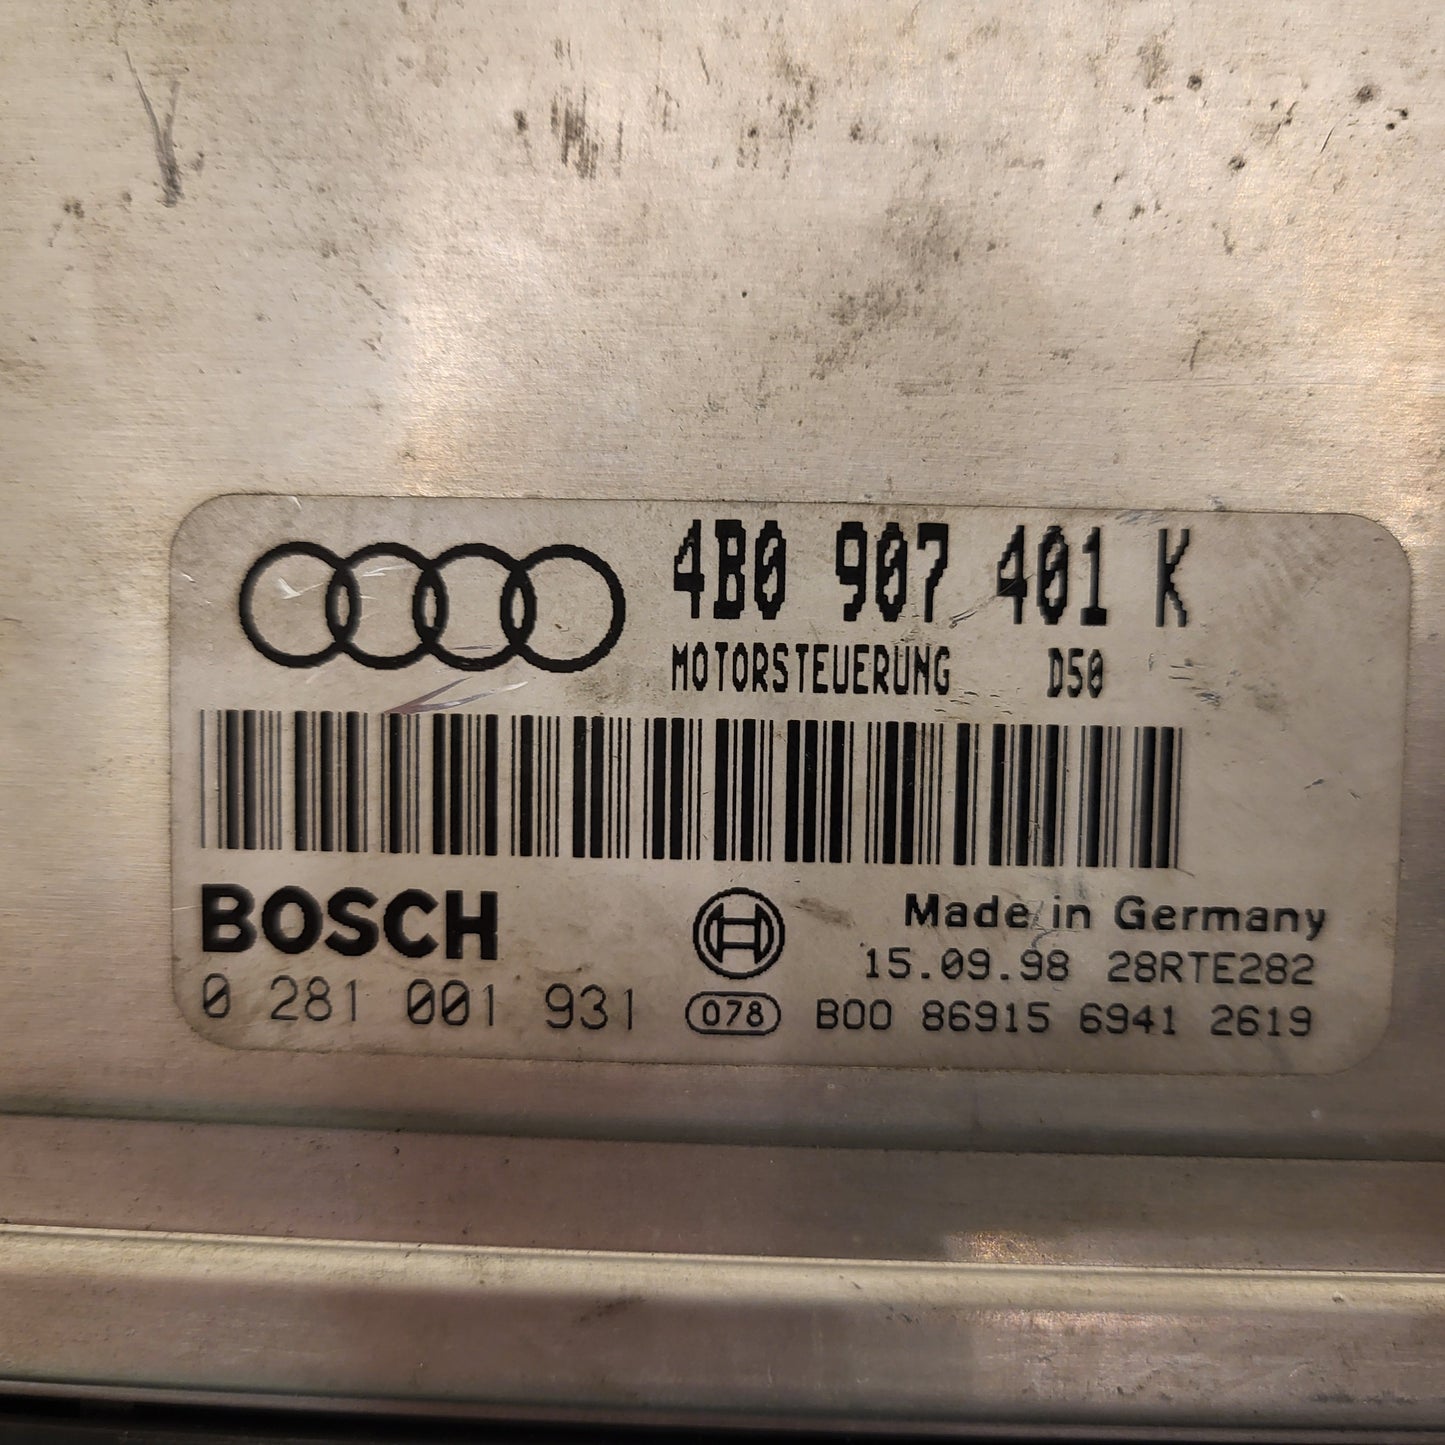 4B0 907 401 K
MOTORSTEUERUNG D50
BOSCH
Made in Germany
15.09.98 28RTE282
0 281 001 931
078 B00 86915 6941 2619